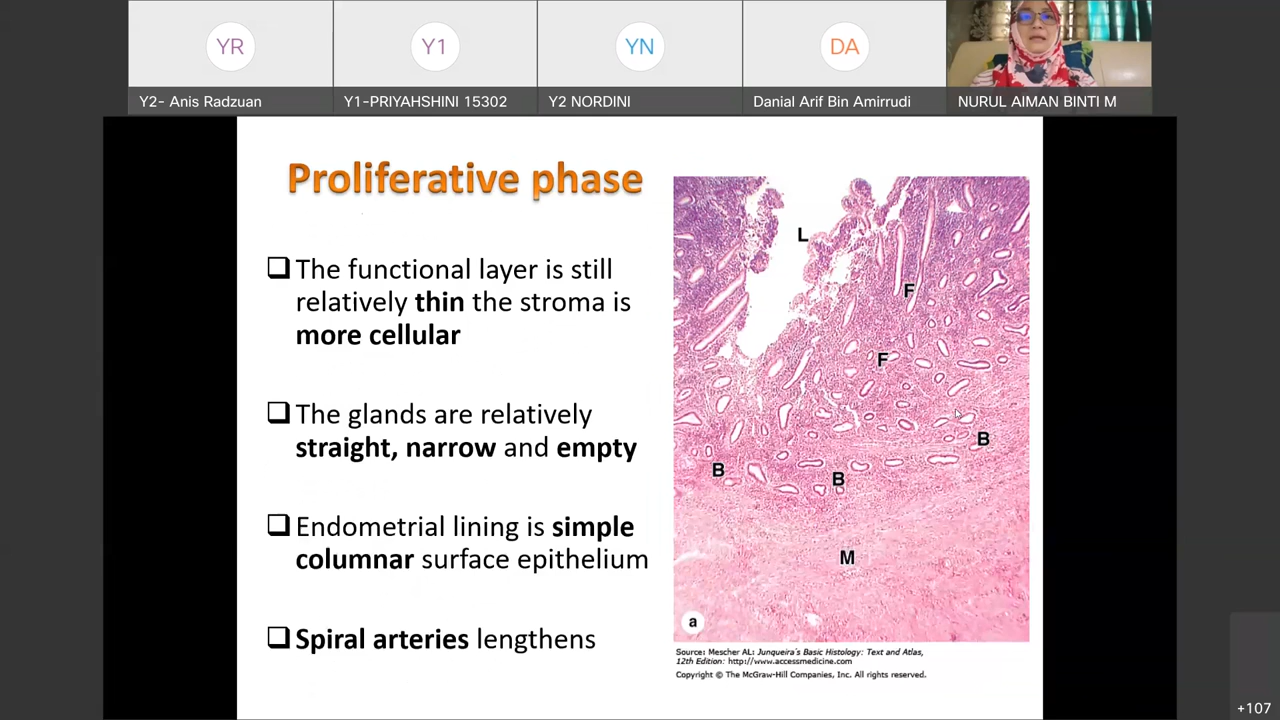 YR
Y1
YN
DA
Y2- Anis Radzuan
Y1-PRIYAHSHINI 15302
Y2 NORDINI
Danial Arif Bin Amirrudi
NURUL AIMAN BINTI M
Proliferative phase
The functional layer is still
relatively thin the stroma is
more cellular
The glands are relatively
straight, narrow and empty
Endometrial lining is simple
columnar surface epithelium
Spiral arteries lengthens
L
F
F
B
B
B
M
a
Source: Mescher AL: Junqueira's Basic Histology: Text and Atlas,
12th Edition: http://www.accessmedicine.com
Copyright © The McGraw-Hill Companies, Inc. All rights reserved.
+107